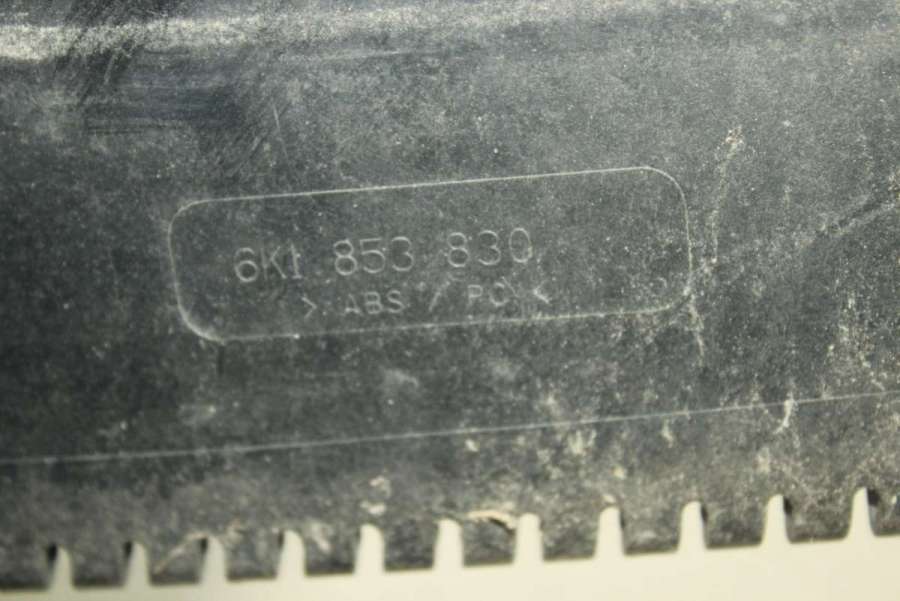 6K1 853 830
> ABS / PC <